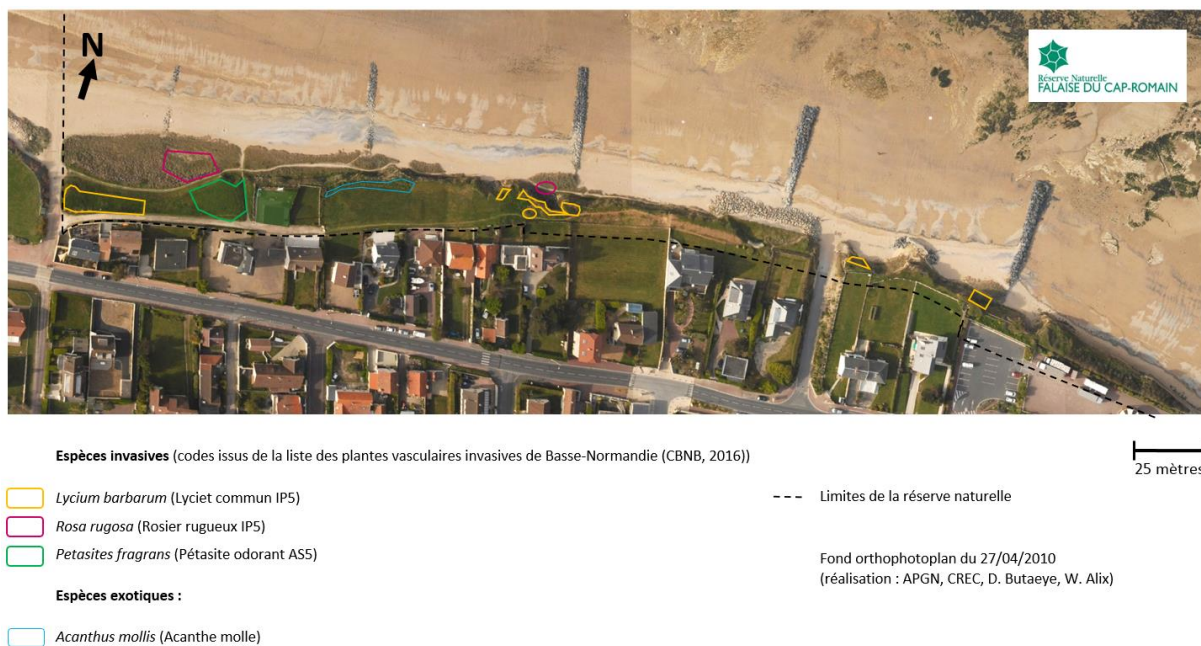 N
Réserve Naturelle
FALAISE DU CAP-ROMAIN
Espèces invasives (codes issus de la liste des plantes vasculaires invasives de Basse-Normandie (CBNB, 2016))
25 mètres
Lycium barbarum (Lyciet commun IP5)
Rosa rugosa (Rosier rugueux IP5)
Petasites fragrans (Pétasite odorant AS5)
Espèces exotiques :
Acanthus mollis (Acanthe molle)
Limites de la réserve naturelle
Fond orthophotoplan du 27/04/2010
(réalisation : APGN, CREC, D. Butaeye, W. Alix)